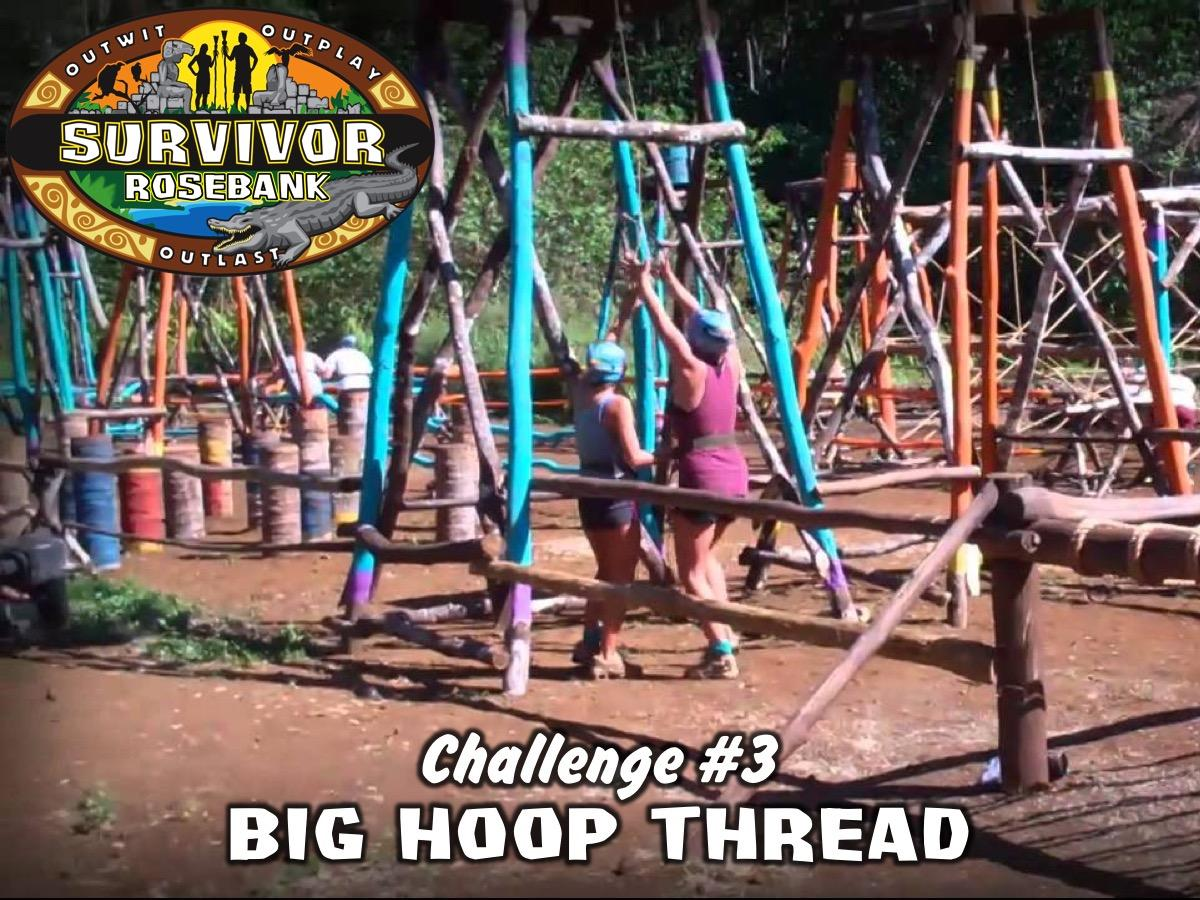 OUTWIT OUTPLAY
SURVIVOR
ROSEBANK
OUTLAST
Challenge #3
BIG HOOP THREAD